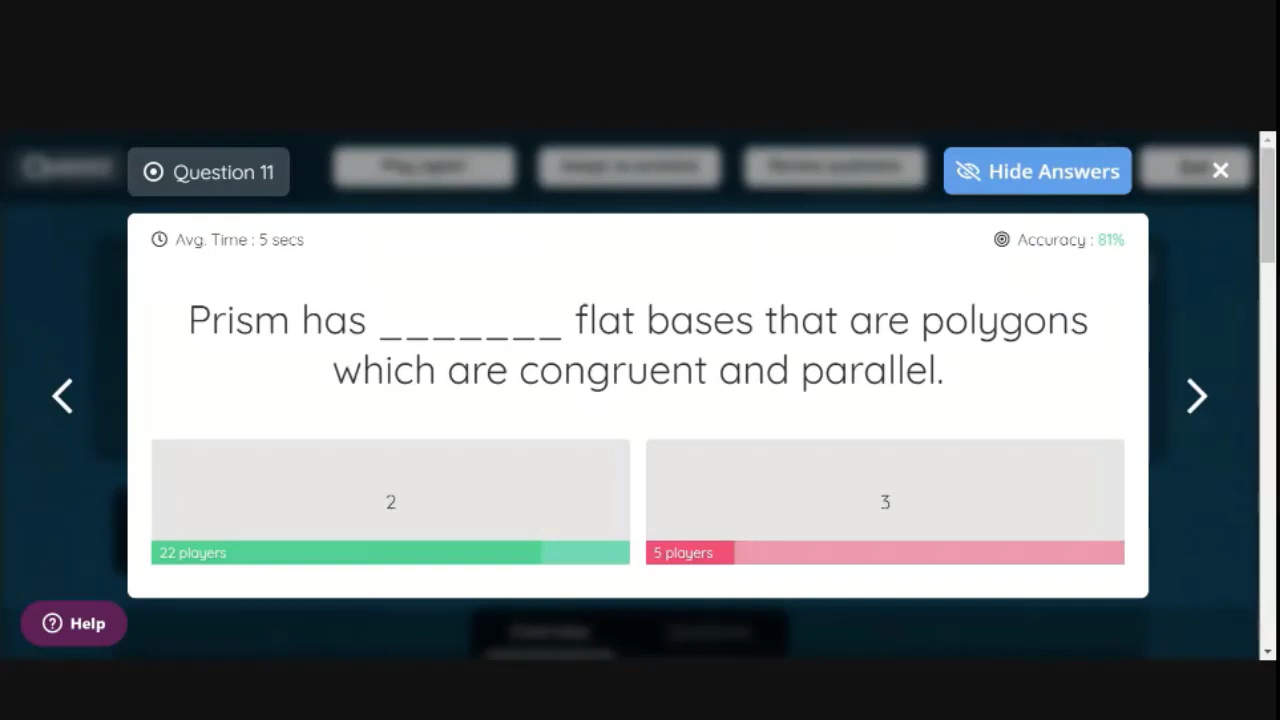 Question 11
Hide Answers
Avg. Time : 5 secs
Accuracy : 81%
Prism has _______ flat bases that are polygons
which are congruent and parallel.
2
3
22 players
5 players
Help